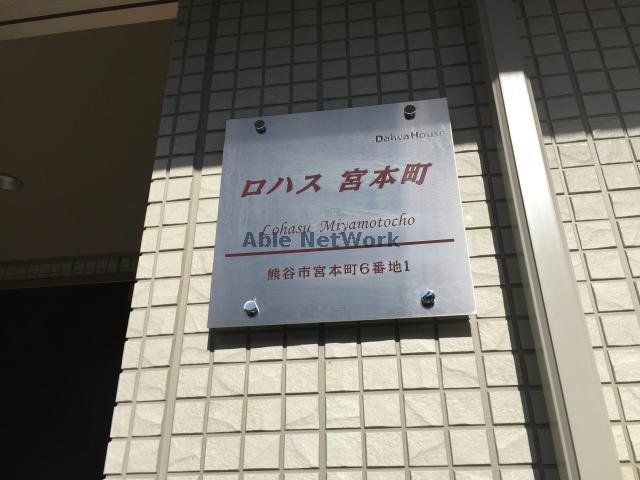 DaiwaHouse
ロハス 宮本町
Lohasu Miyamotocho
Able NetWork
熊谷市宮本町6番地1